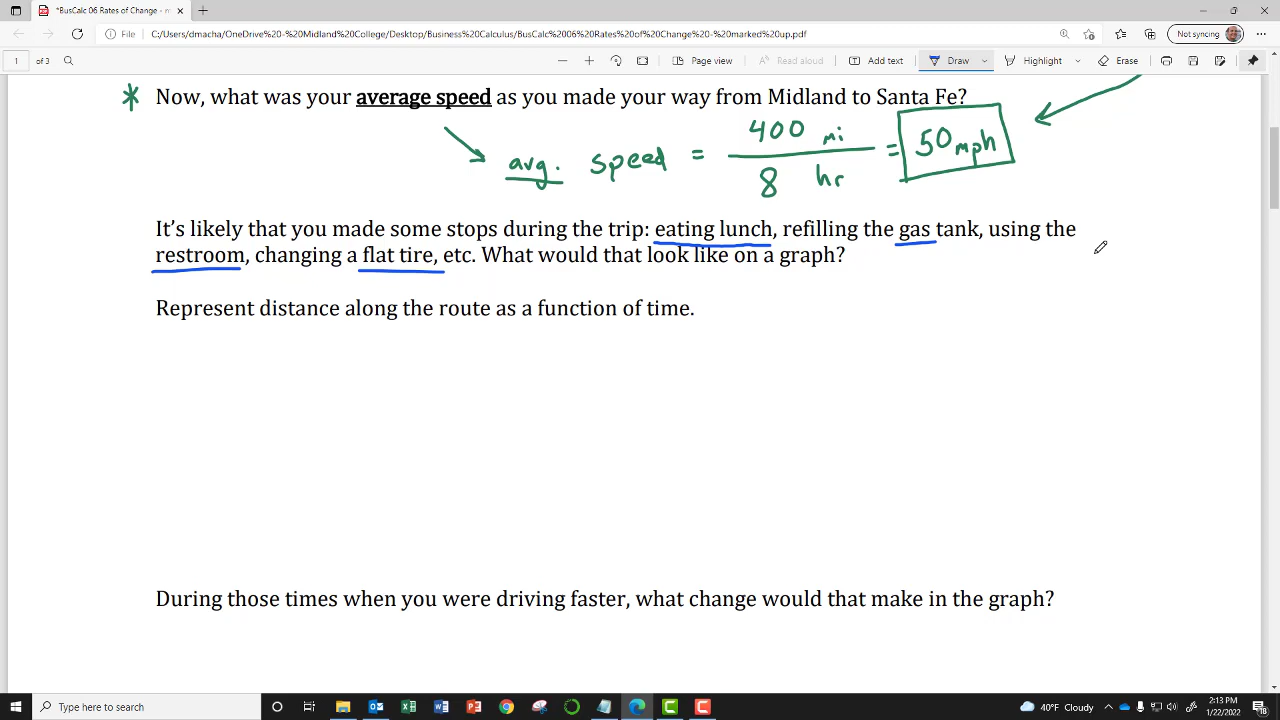 *BusCalc 06 Rates of Change - m
File
C:/Users/dmacha/OneDrive%20-%20Midland%20College/Desktop/Business%20Calculus/BusCalc%2006%20Rates%20of%20Change%20-%20marked%20up.pdf
Not syncing
1 of 3
Page view
Read aloud
Add text
Draw
Highlight
Erase
* Now, what was your average speed as you made your way from Midland to Santa Fe?
avg. speed = 400 mi / 8 hr = 50 mph
It’s likely that you made some stops during the trip: eating lunch, refilling the gas tank, using the
restroom, changing a flat tire, etc. What would that look like on a graph?
Represent distance along the route as a function of time.
During those times when you were driving faster, what change would that make in the graph?
Type here to search
40°F Cloudy
2:13 PM
1/22/2022
18